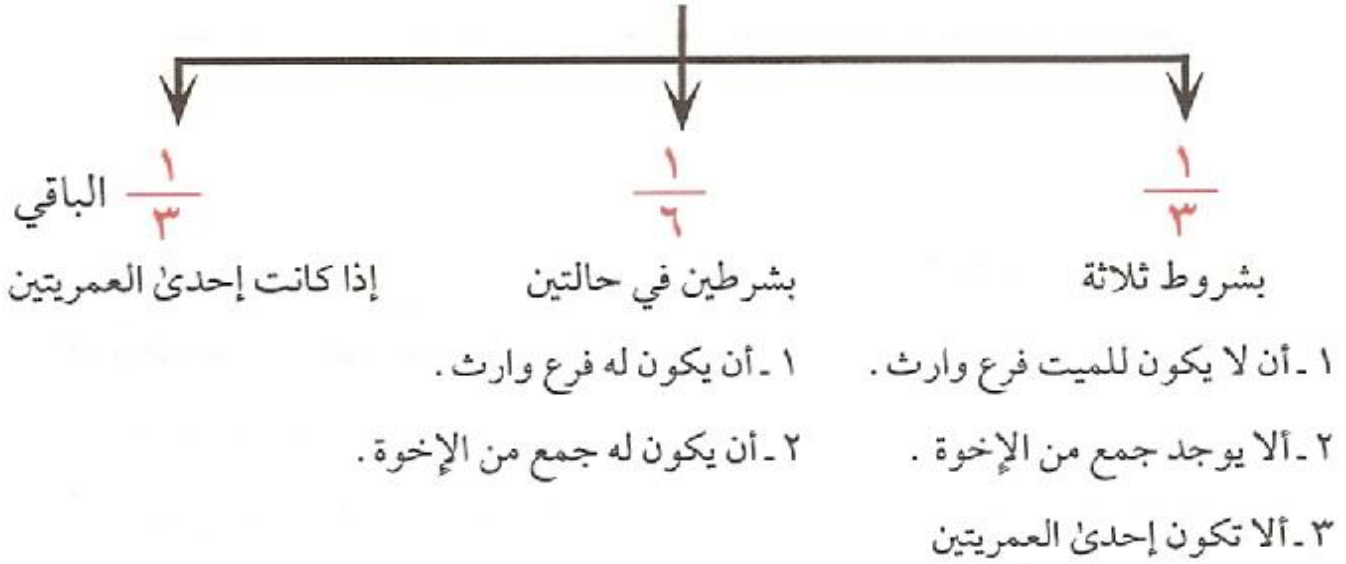 ١/٣
١/٦
١/٣ الباقي
بشروط ثلاثة
بشرطين في حالتين
إذا كانت إحدىٰ العمريتين
١ ـ أن لا يكون للميت فرع وارث .
١ ـ أن يكون له فرع وارث .
٢ ـ ألا يوجد جمع من الإخوة .
٢ ـ أن يكون له جمع من الإخوة .
٣ ـ ألا تكون إحدىٰ العمريتين